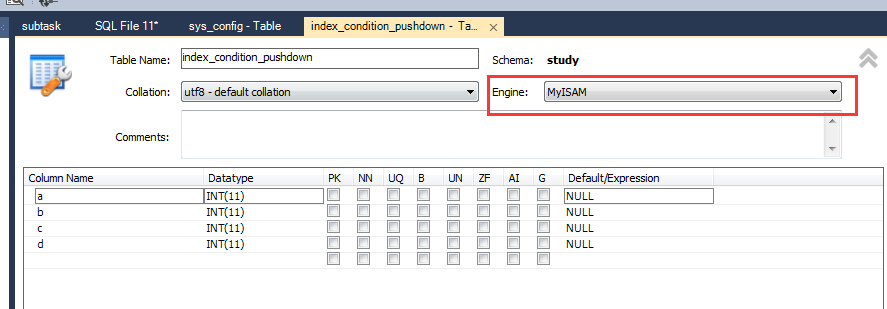 subtask SQL File 11* sys_config - Table index_condition_pushdown - Ta... ×
Table Name: index_condition_pushdown Schema: study
Collation: utf8 - default collation Engine: MyISAM
Comments:
Column Name Datatype PK NN UQ B UN ZF AI G Default/Expression
a INT(11) NULL
b INT(11) NULL
c INT(11) NULL
d INT(11) NULL